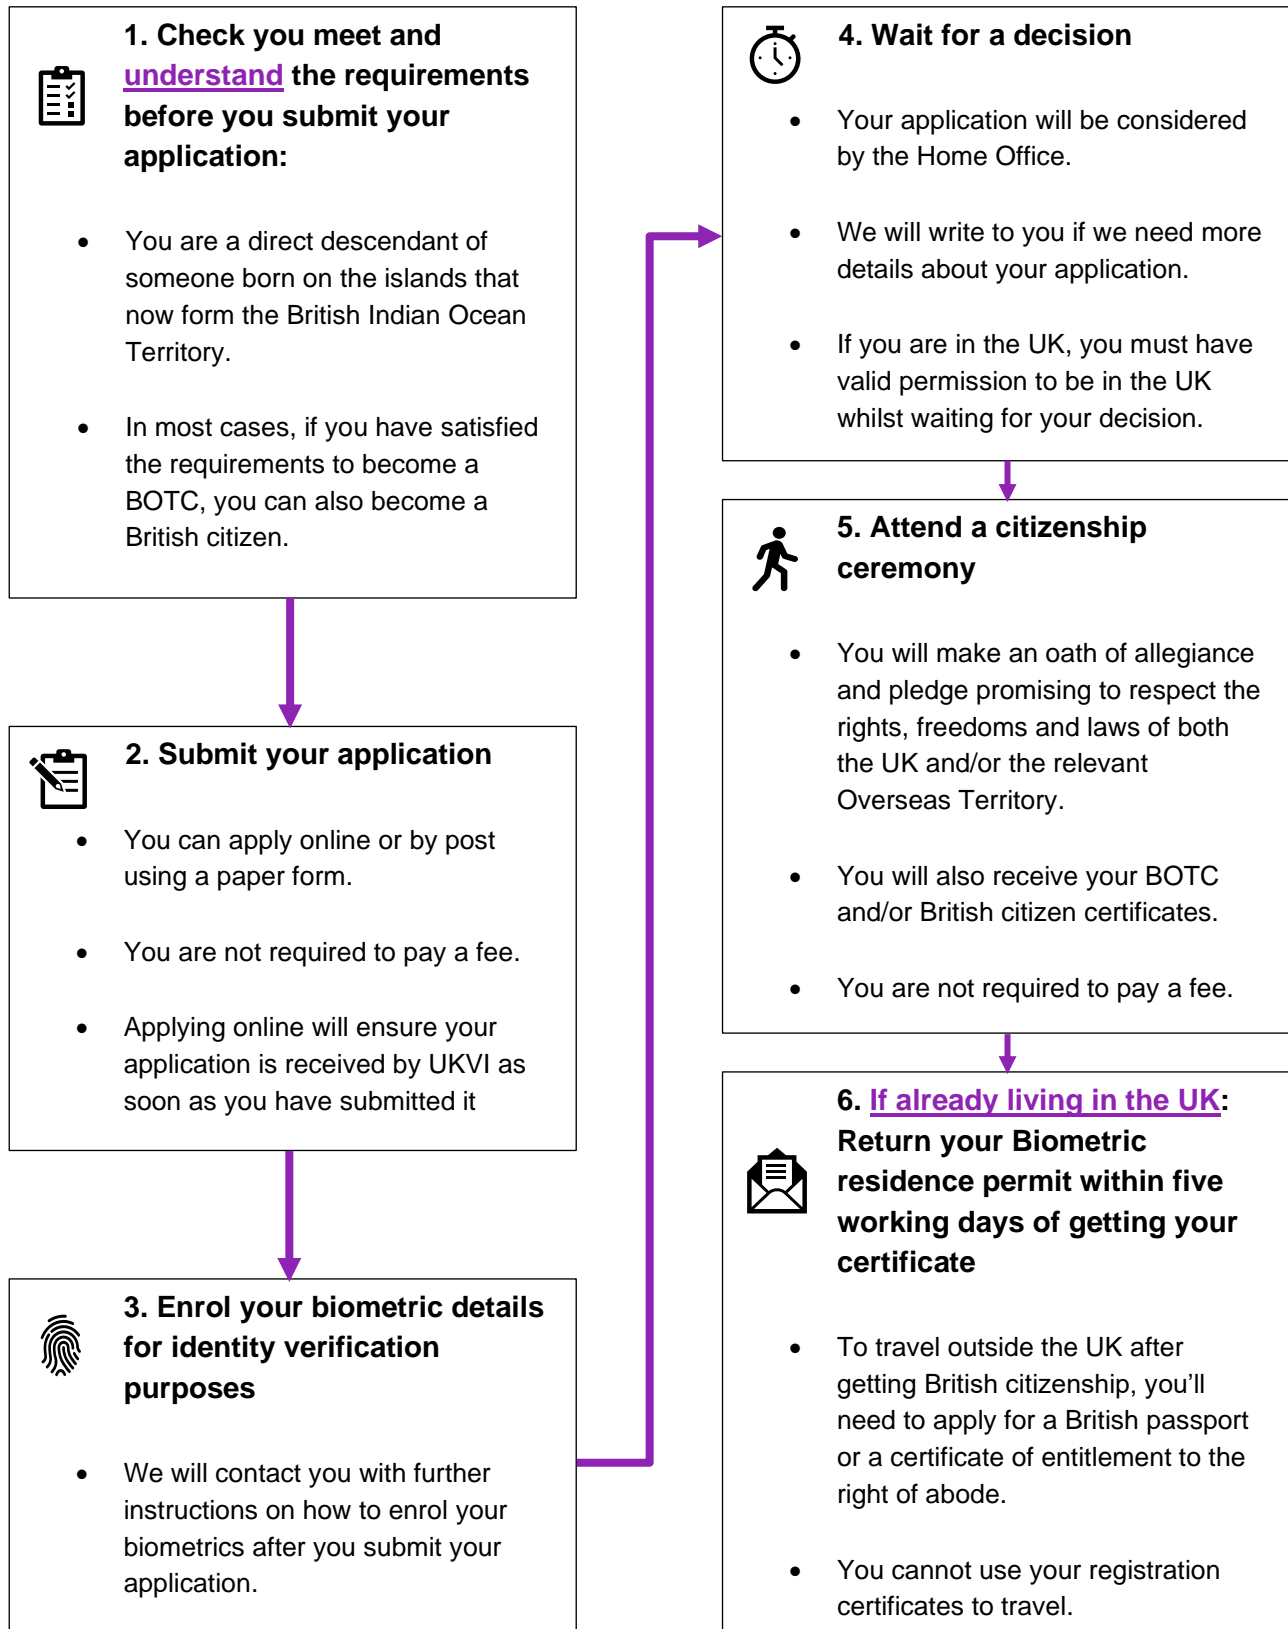 1. Check you meet and
understand the requirements
before you submit your
application:
• You are a direct descendant of
someone born on the islands that
now form the British Indian Ocean
Territory.
• In most cases, if you have satisfied
the requirements to become a
BOTC, you can also become a
British citizen.
2. Submit your application
• You can apply online or by post
using a paper form.
• You are not required to pay a fee.
• Applying online will ensure your
application is received by UKVI as
soon as you have submitted it
3. Enrol your biometric details
for identity verification
purposes
• We will contact you with further
instructions on how to enrol your
biometrics after you submit your
application.
4. Wait for a decision
• Your application will be considered
by the Home Office.
• We will write to you if we need more
details about your application.
• If you are in the UK, you must have
valid permission to be in the UK
whilst waiting for your decision.
5. Attend a citizenship
ceremony
• You will make an oath of allegiance
and pledge promising to respect the
rights, freedoms and laws of both
the UK and/or the relevant
Overseas Territory.
• You will also receive your BOTC
and/or British citizen certificates.
• You are not required to pay a fee.
6. If already living in the UK:
Return your Biometric
residence permit within five
working days of getting your
certificate
• To travel outside the UK after
getting British citizenship, you’ll
need to apply for a British passport
or a certificate of entitlement to the
right of abode.
• You cannot use your registration
certificates to travel.